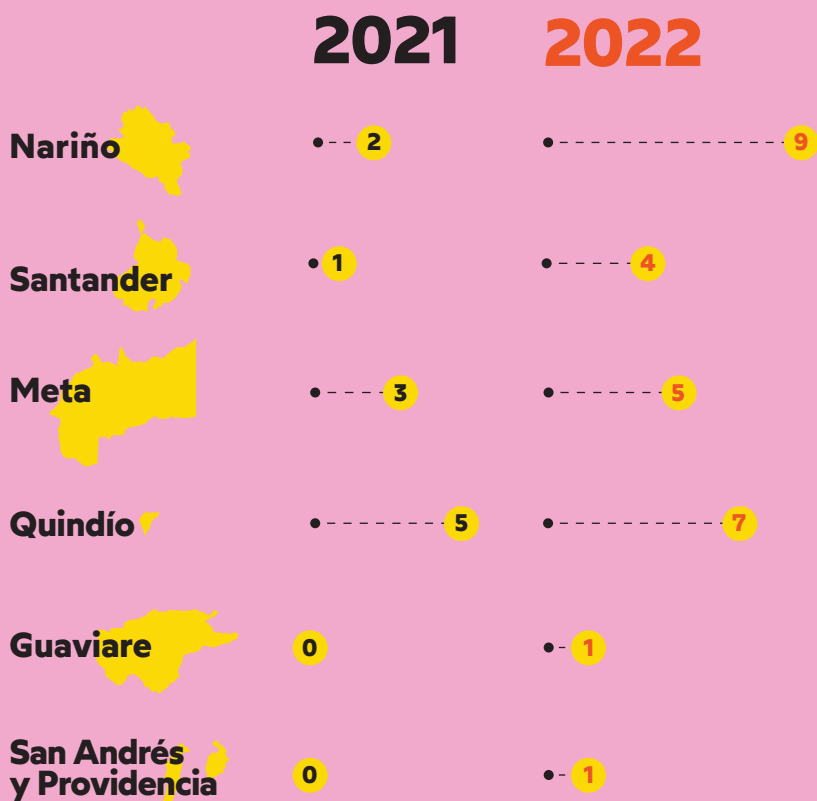 2021 2022
Nariño 2 9
Santander 1 4
Meta 3 5
Quindío 5 7
Guaviare 0 1
San Andrés
y Providencia 0 1